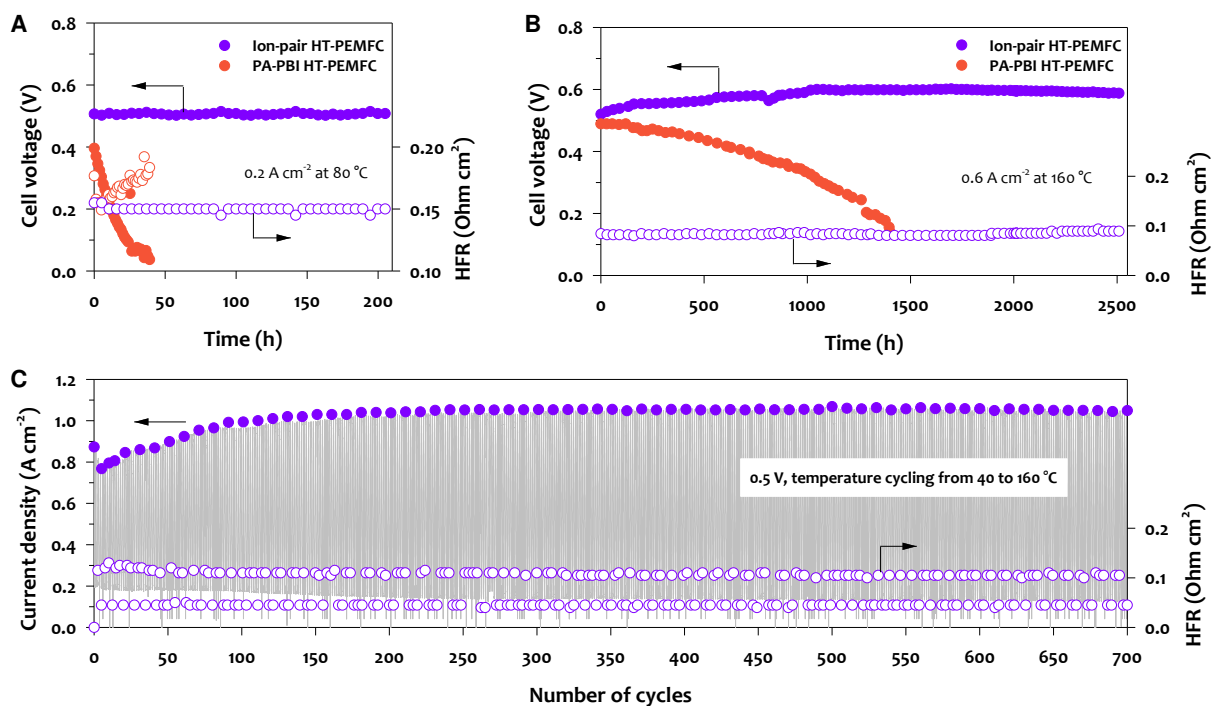 A
Cell voltage (V)
0.8
0.6
0.4
0.2
0.0
Ion-pair HT-PEMFC
PA-PBI HT-PEMFC
0.2 A cm⁻² at 80 °C
0.20
0.15
0.10
HFR (Ohm cm²)
0 50 100 150 200
Time (h)
B
Cell voltage (V)
0.8
0.6
0.4
0.2
0.0
Ion-pair HT-PEMFC
PA-PBI HT-PEMFC
0.6 A cm⁻² at 160 °C
0.2
0.1
0.0
HFR (Ohm cm²)
0 500 1000 1500 2000 2500
Time (h)
C
Current density (A cm⁻²)
1.2
1.0
0.8
0.6
0.4
0.2
0.0
0.5 V, temperature cycling from 40 to 160 °C
0.2
0.1
0.0
HFR (Ohm cm²)
0 50 100 150 200 250 300 350 400 450 500 550 600 650 700
Number of cycles